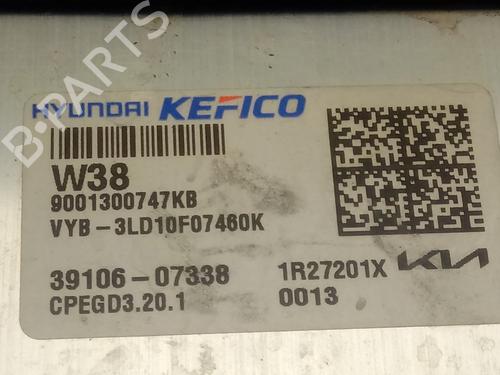 B-PARTS
HYUNDAI KEFICO
W38
9001300747KB
VYB-3LD10F07460K
39106-07338 1R27201X KIA
CPEGD3.20.1 0013